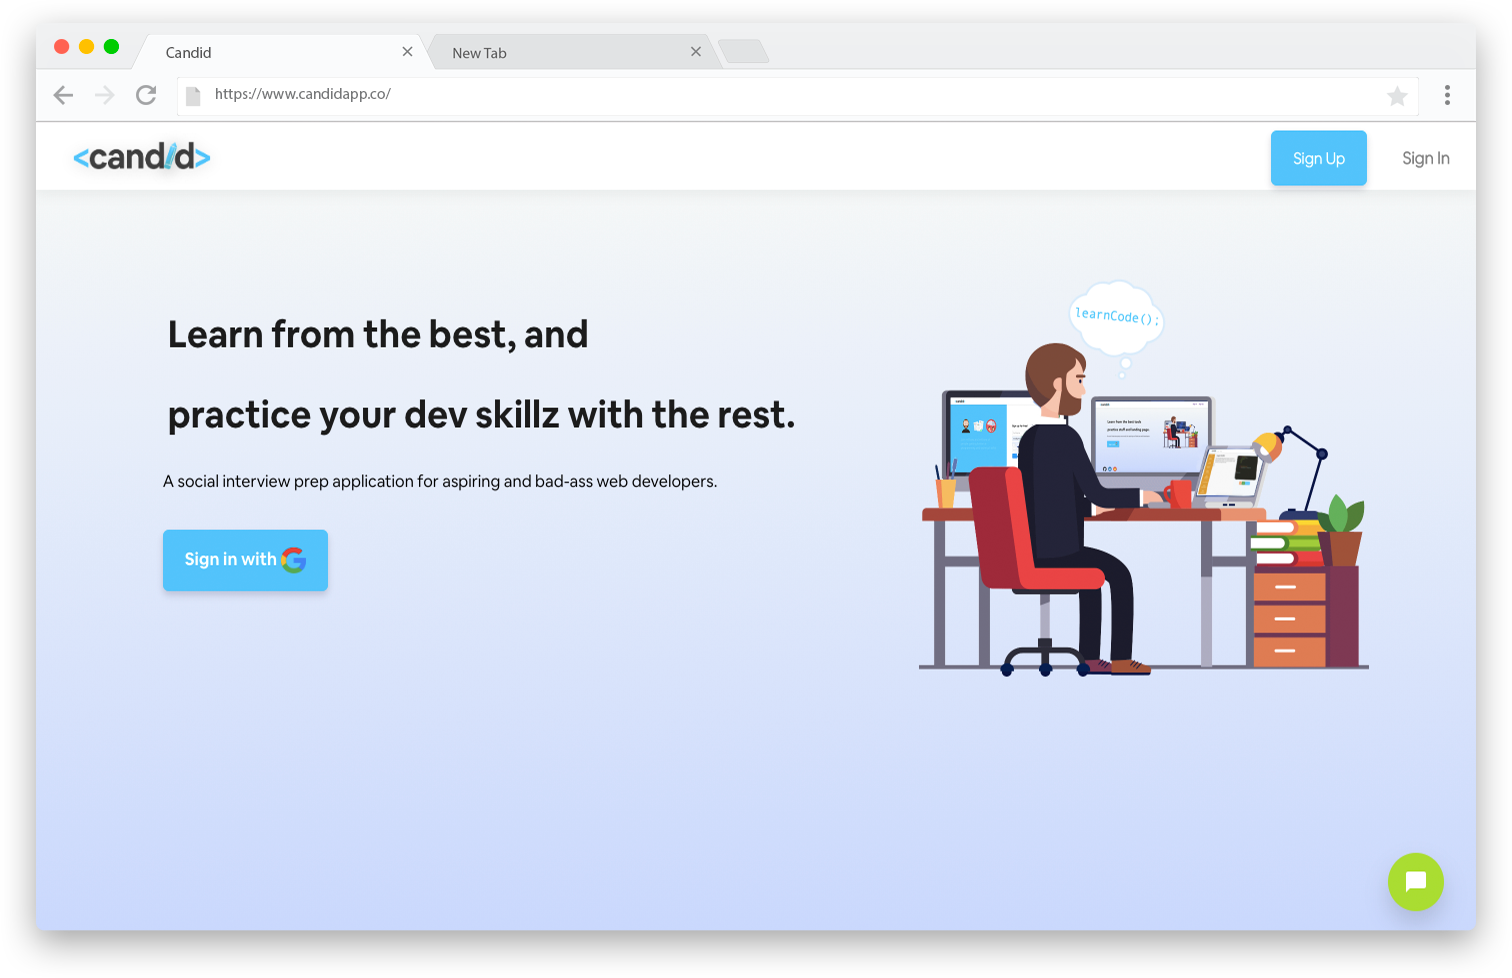 Candid
New Tab
https://www.candidapp.co/
<candid>
Sign Up
Sign In
learnCode();
Learn from the best, and
practice your dev skillz with the rest.
A social interview prep application for aspiring and bad-ass web developers.
Sign in with G